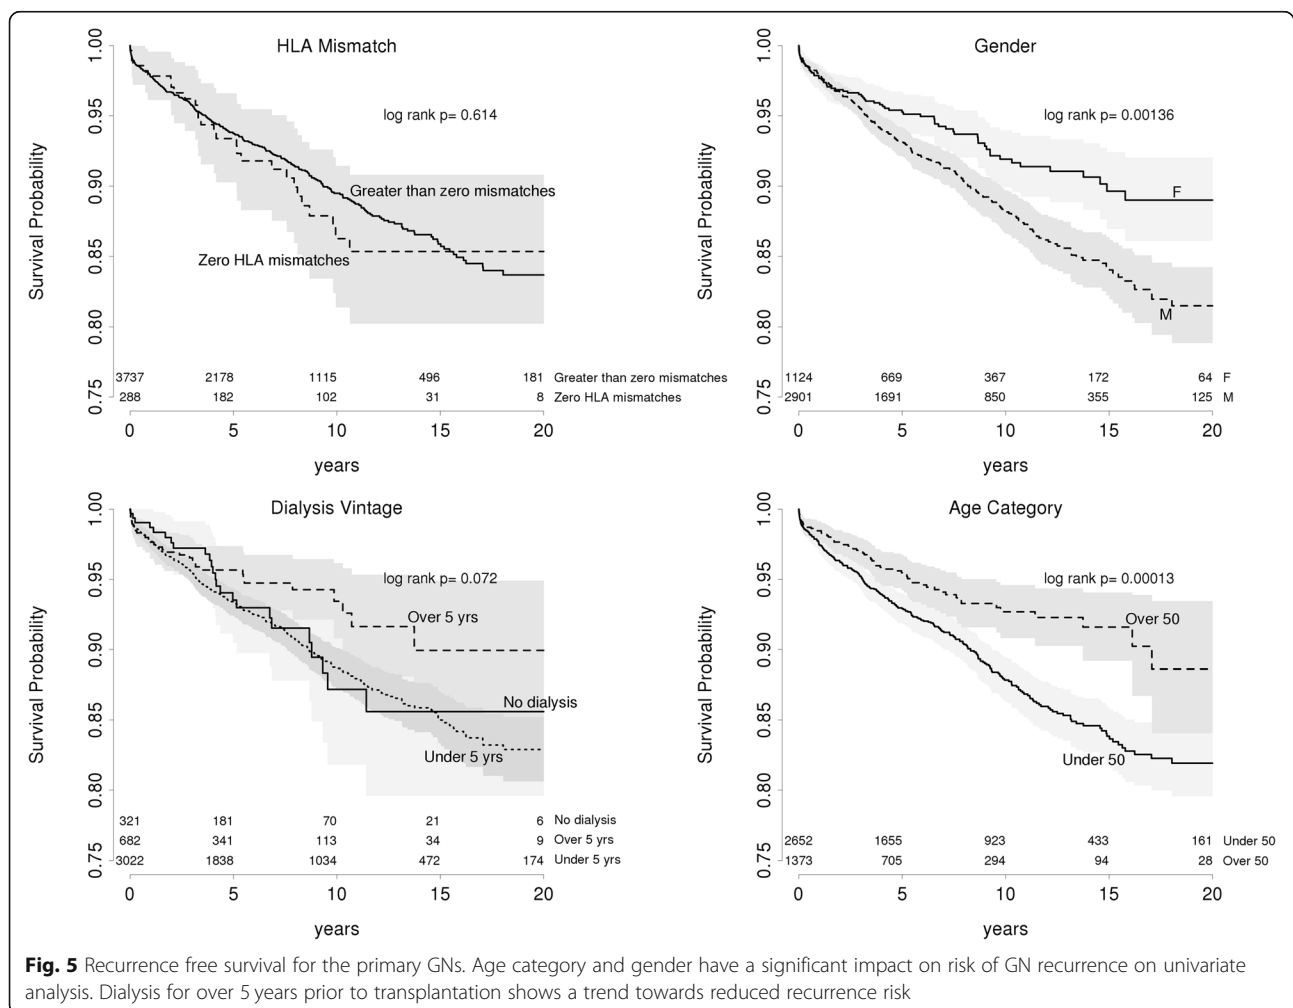 HLA Mismatch
log rank p= 0.614
Greater than zero mismatches
Zero HLA mismatches
Survival Probability
1.00
0.95
0.90
0.85
0.80
0.75
3737 2178 1115 496 181 Greater than zero mismatches
288 182 102 31 8 Zero HLA mismatches
0 5 10 15 20
years
Gender
log rank p= 0.00136
F
M
Survival Probability
1.00
0.95
0.90
0.85
0.80
0.75
1124 669 367 172 64 F
2901 1691 850 355 125 M
0 5 10 15 20
years
Dialysis Vintage
log rank p= 0.072
Over 5 yrs
No dialysis
Under 5 yrs
Survival Probability
1.00
0.95
0.90
0.85
0.80
0.75
321 181 70 21 6 No dialysis
682 341 113 34 9 Over 5 yrs
3022 1838 1034 472 174 Under 5 yrs
0 5 10 15 20
years
Age Category
log rank p= 0.00013
Over 50
Under 50
Survival Probability
1.00
0.95
0.90
0.85
0.80
0.75
2652 1655 923 433 161 Under 50
1373 705 294 94 28 Over 50
0 5 10 15 20
years
Fig. 5 Recurrence free survival for the primary GNs. Age category and gender have a significant impact on risk of GN recurrence on univariate
analysis. Dialysis for over 5 years prior to transplantation shows a trend towards reduced recurrence risk